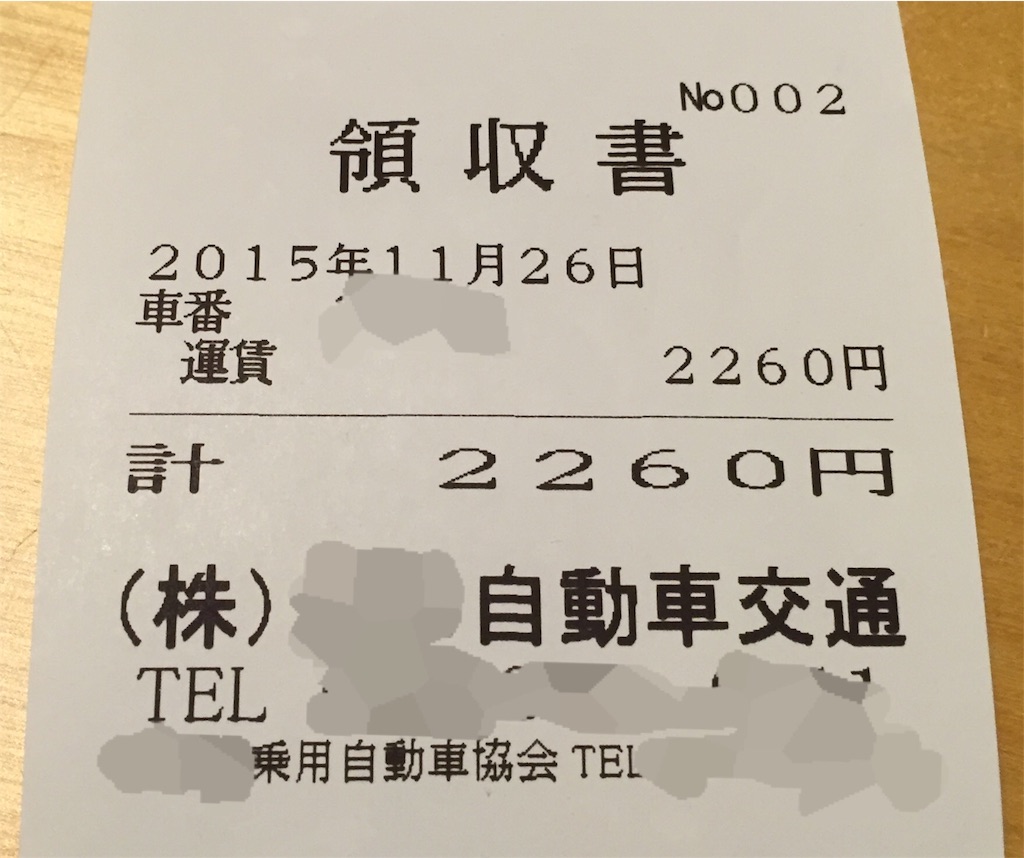 No002
領収書
2015年11月26日
車番
運賃 2260円
計 2260円
(株) 自動車交通
TEL
乗用自動車協会 TEL